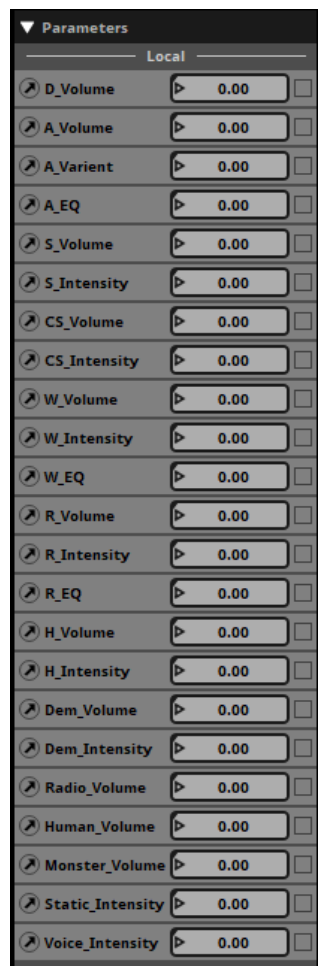 Parameters
Local
D_Volume 0.00
A_Volume 0.00
A_Varient 0.00
A_EQ 0.00
S_Volume 0.00
S_Intensity 0.00
CS_Volume 0.00
CS_Intensity 0.00
W_Volume 0.00
W_Intensity 0.00
W_EQ 0.00
R_Volume 0.00
R_Intensity 0.00
R_EQ 0.00
H_Volume 0.00
H_Intensity 0.00
Dem_Volume 0.00
Dem_Intensity 0.00
Radio_Volume 0.00
Human_Volume 0.00
Monster_Volume 0.00
Static_Intensity 0.00
Voice_Intensity 0.00